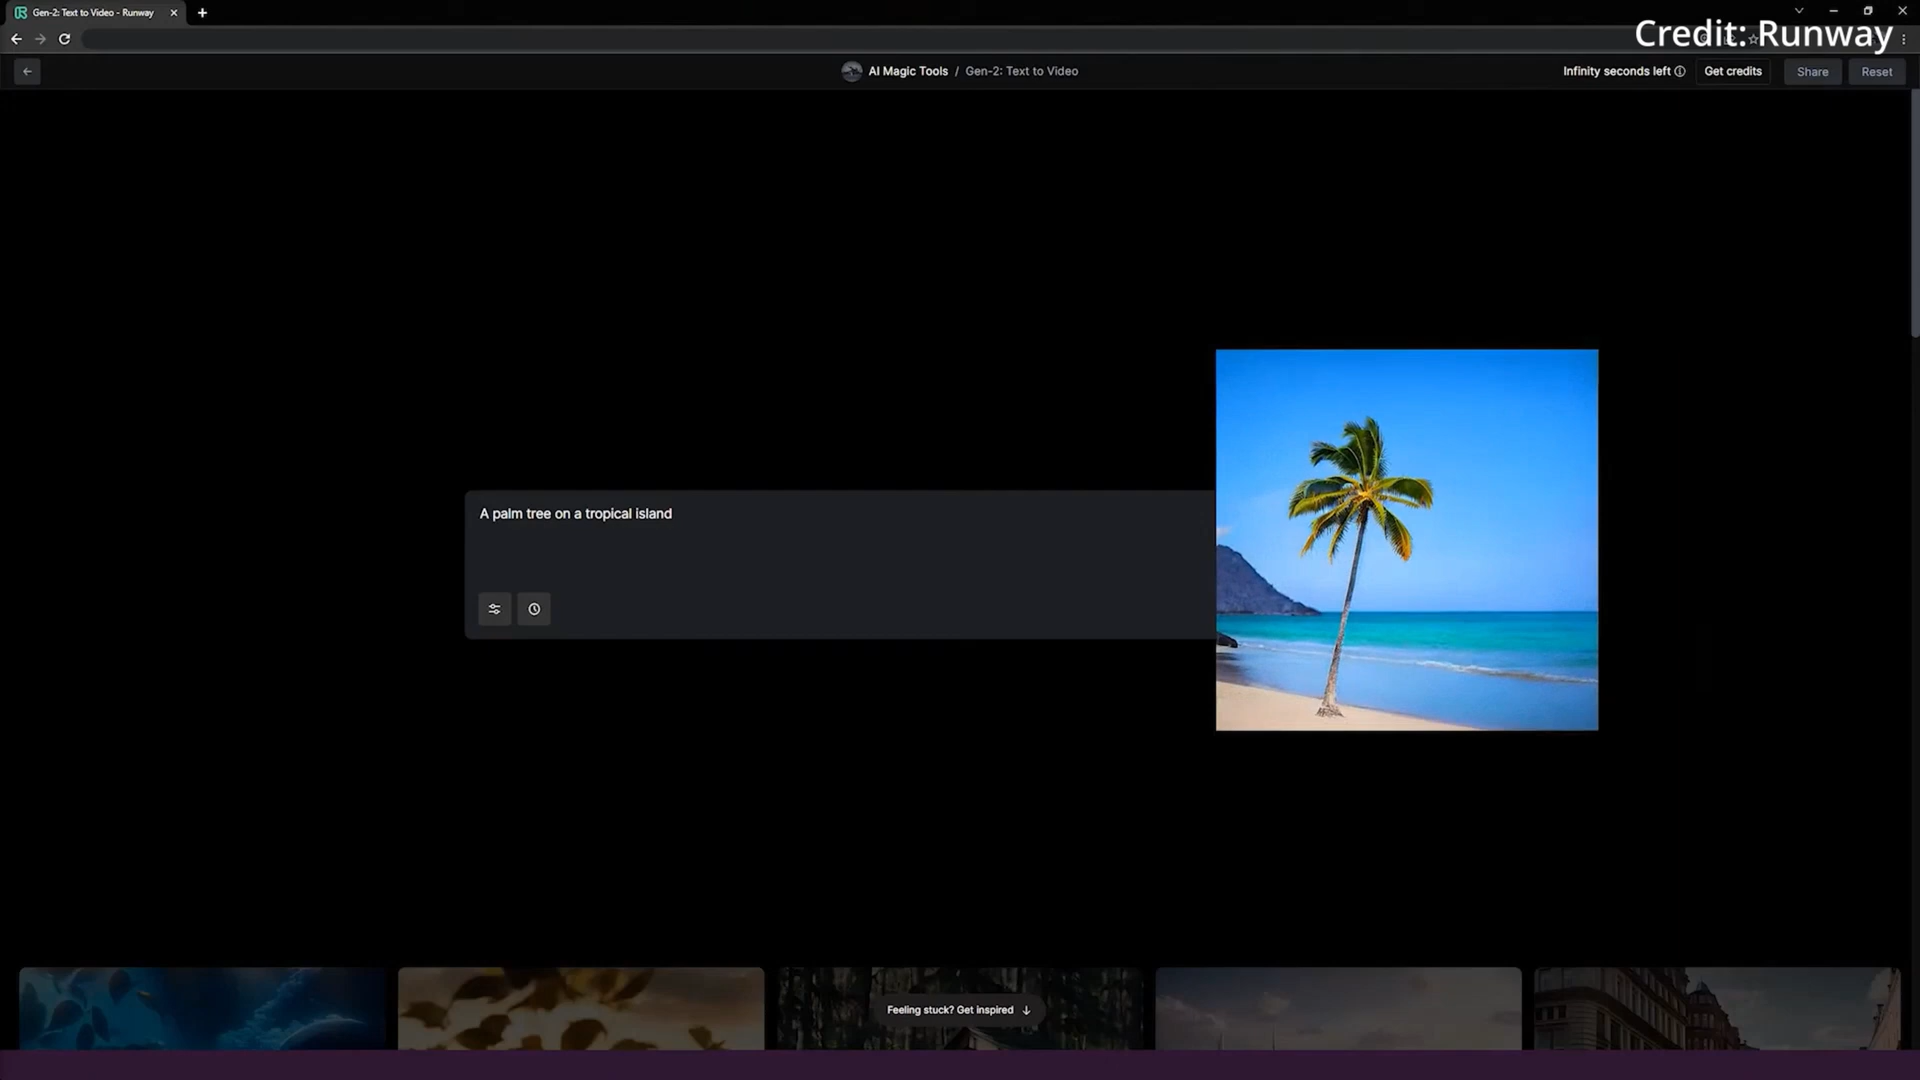 Gen-2: Text to Video - Runway
Credit: Runway
AI Magic Tools / Gen-2: Text to Video
Infinity seconds left
Get credits
Share
Reset
A palm tree on a tropical island
Feeling stuck? Get inspired